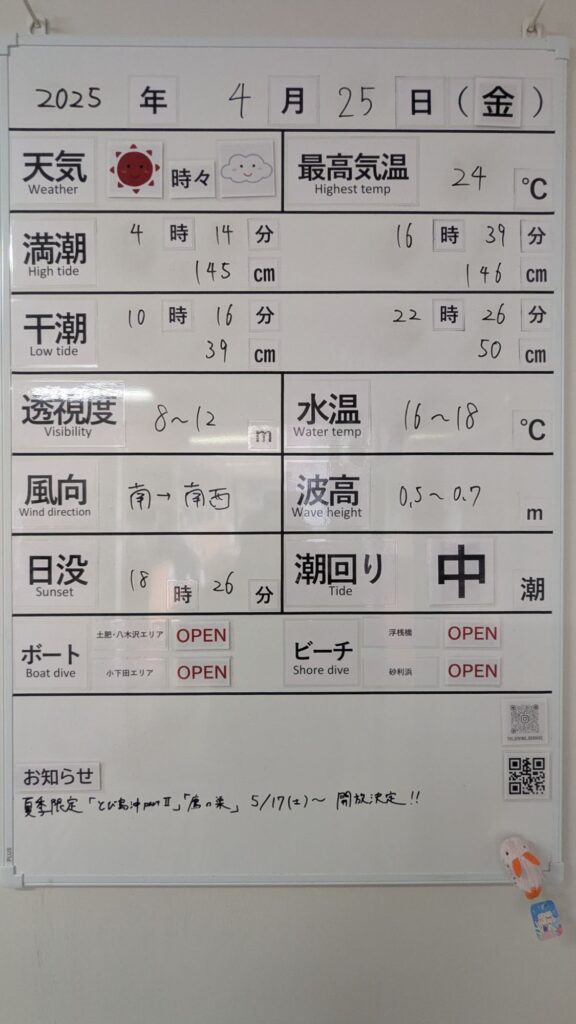 2025 年 4 月 25 日 (金)
天気 Weather 時々 最高気温 Highest temp 24 ℃
満潮 High tide 4 時 14 分 145 cm 16 時 39 分 146 cm
干潮 Low tide 10 時 16 分 39 cm 22 時 26 分 50 cm
透視度 Visibility 8~12 m 水温 Water temp 16~18 ℃
風向 Wind direction 南→南西 波高 Wave height 0.5~0.7 m
日没 Sunset 18 時 26 分 潮回り Tide 中 潮
ボート Boat dive 土肥・八木沢エリア OPEN ビーチ Shore dive 浮桟橋 OPEN
小下田エリア OPEN 砂利浜 OPEN
お知らせ
夏季限定「とび島沖partⅡ」「鷹の巣」 5/17(土)~ 開放決定!!